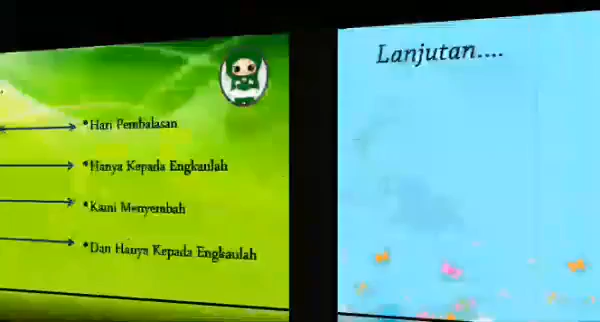 Hari Pembalasan
Hanya Kepada Engkaulah
Kami Menyembah
Dan Hanya Kepada Engkaulah
Lanjutan....